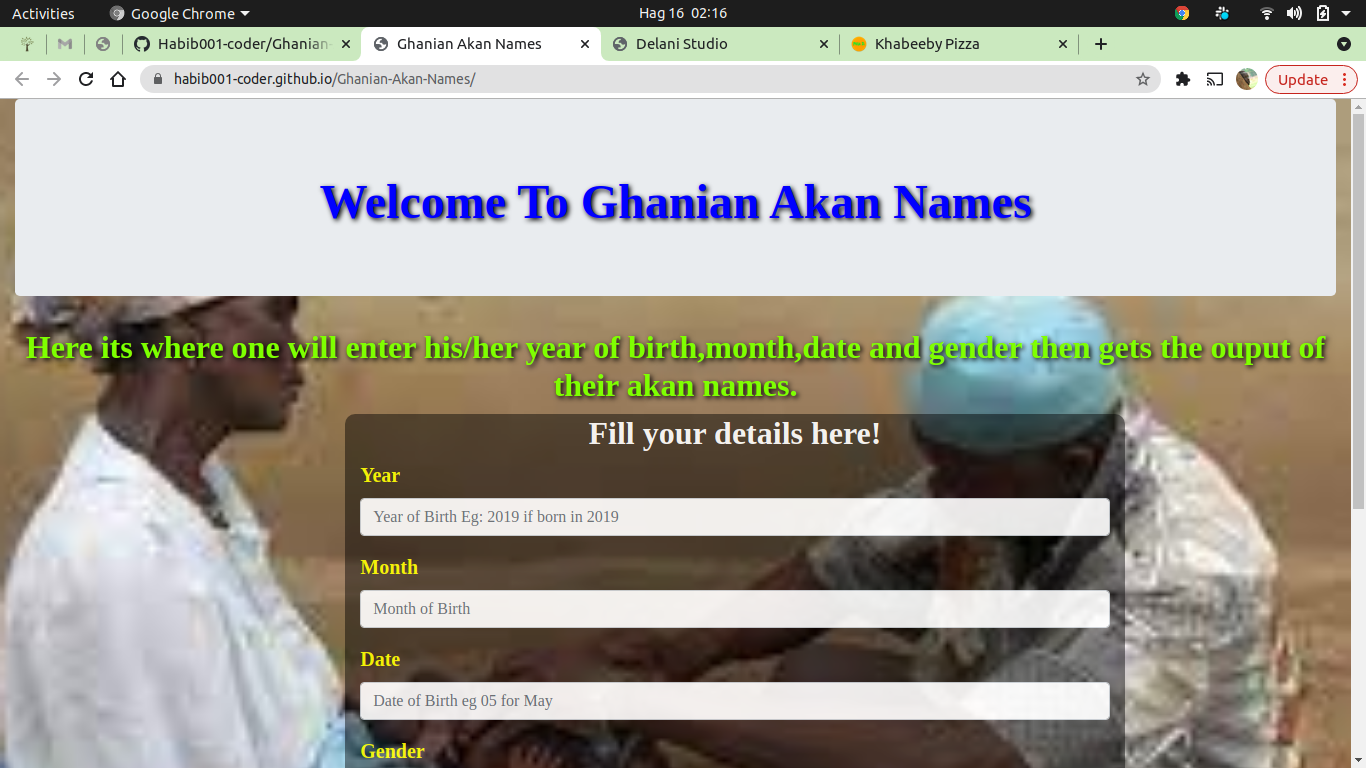 Activities Google Chrome Hag 16 02:16
Habib001-coder/Ghanian- Ghanian Akan Names Delani Studio Khabeeby Pizza
habib001-coder.github.io/Ghanian-Akan-Names/ Update
Welcome To Ghanian Akan Names
Here its where one will enter his/her year of birth,month,date and gender then gets the ouput of
their akan names.
Fill your details here!
Year
Year of Birth Eg: 2019 if born in 2019
Month
Month of Birth
Date
Date of Birth eg 05 for May
Gender